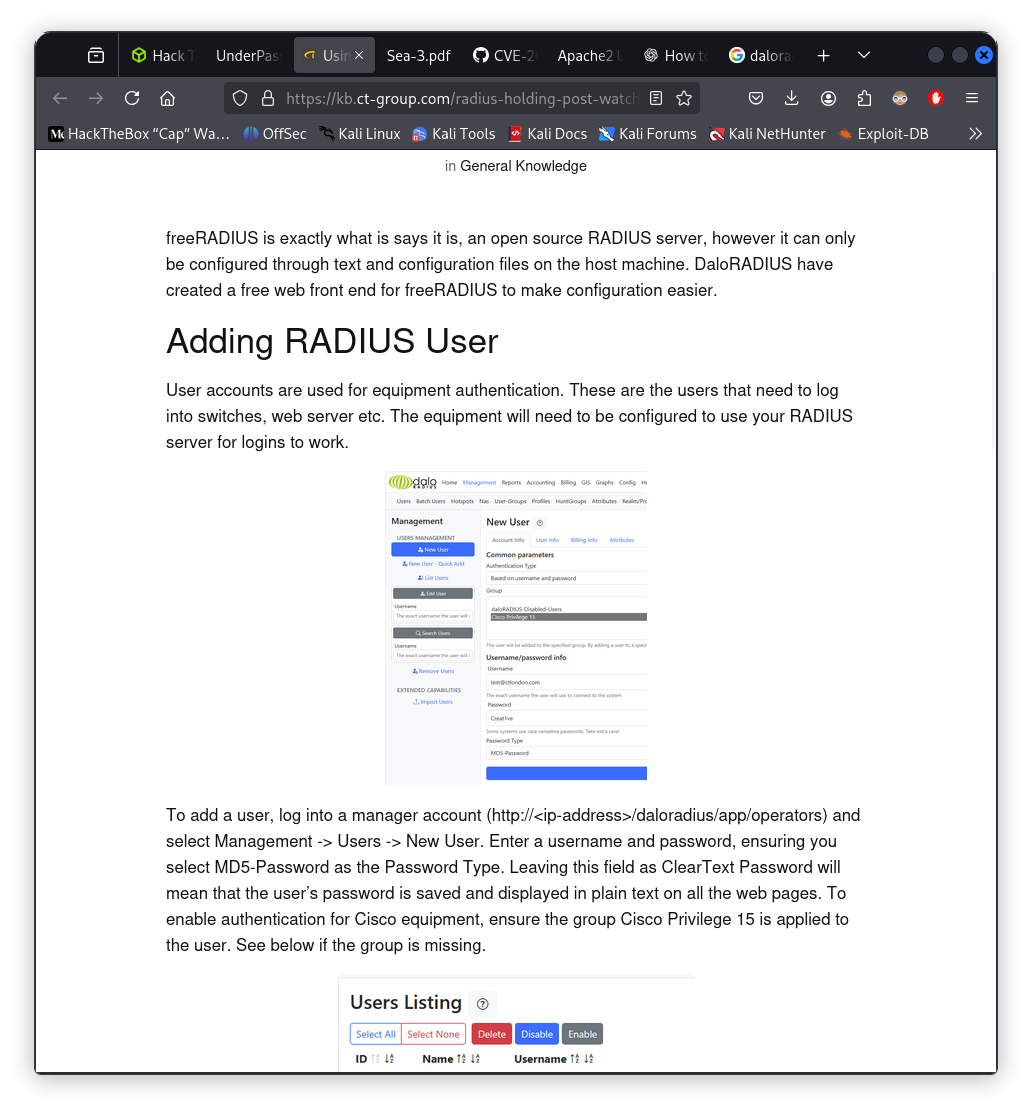 Hack T
UnderPas
Usin
Sea-3.pdf
CVE-2
Apache2 U
How to
dalora
https://kb.ct-group.com/radius-holding-post-watch
HackTheBox “Cap” Wa…
OffSec
Kali Linux
Kali Tools
Kali Docs
Kali Forums
Kali NetHunter
Exploit-DB
in General Knowledge
freeRADIUS is exactly what is says it is, an open source RADIUS server, however it can only
be configured through text and configuration files on the host machine. DaloRADIUS have
created a free web front end for freeRADIUS to make configuration easier.
Adding RADIUS User
User accounts are used for equipment authentication. These are the users that need to log
into switches, web server etc. The equipment will need to be configured to use your RADIUS
server for logins to work.
dalo RADIUS
Home Management Reports Accounting Billing GIS Graphs Config He
Users Batch Users Hotspots Nas User-Groups Profiles HuntGroups Attributes Realm/Pro
Management
USERS MANAGEMENT
New User
New User - Quick Add
List Users
Edit User
Username
The exact username the user will
Search Users
Username
The exact username the user will
Remove Users
EXTENDED CAPABILITIES
Import Users
New User
Account Info User Info Billing Info Attributes
Common parameters
Authentication Type
Based on username and password
Group
daloRADIUS-Disabled-Users
Cisco Privilege 15
The user will be added to the specified group. By adding a user to a speci
Username/password info
Username
test@ctlondon.com
The exact username the user will use to connect to the system
Password
Creat1ve
Some systems use case-sensetive passwords. Take extra care!
Password Type
MD5-Password
To add a user, log into a manager account (http://<ip-address>/daloradius/app/operators) and
select Management -> Users -> New User. Enter a username and password, ensuring you
select MD5-Password as the Password Type. Leaving this field as ClearText Password will
mean that the user’s password is saved and displayed in plain text on all the web pages. To
enable authentication for Cisco equipment, ensure the group Cisco Privilege 15 is applied to
the user. See below if the group is missing.
Users Listing
Select All Select None Delete Disable Enable
ID Name Username